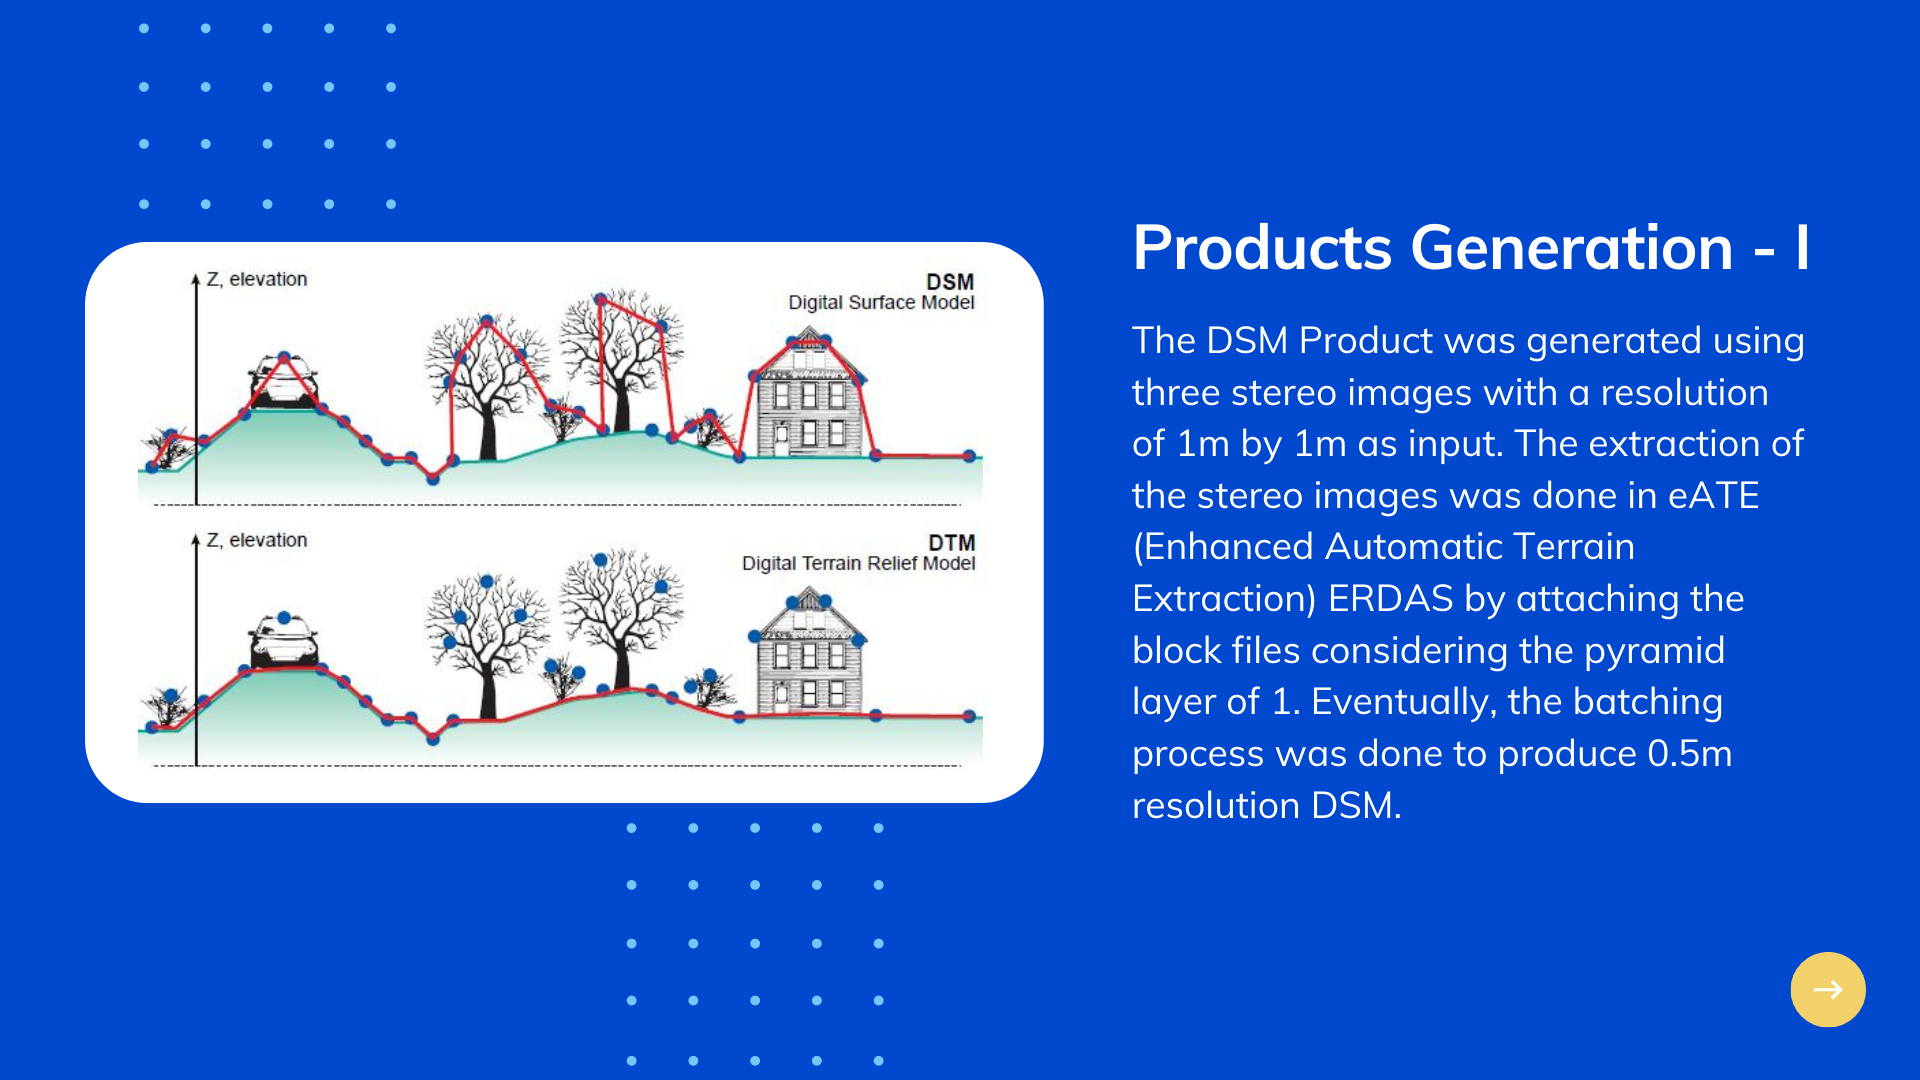 Z, elevation
DSM
Digital Surface Model
Z, elevation
DTM
Digital Terrain Relief Model
Products Generation - I
The DSM Product was generated using
three stereo images with a resolution
of 1m by 1m as input. The extraction of
the stereo images was done in eATE
(Enhanced Automatic Terrain
Extraction) ERDAS by attaching the
block files considering the pyramid
layer of 1. Eventually, the batching
process was done to produce 0.5m
resolution DSM.